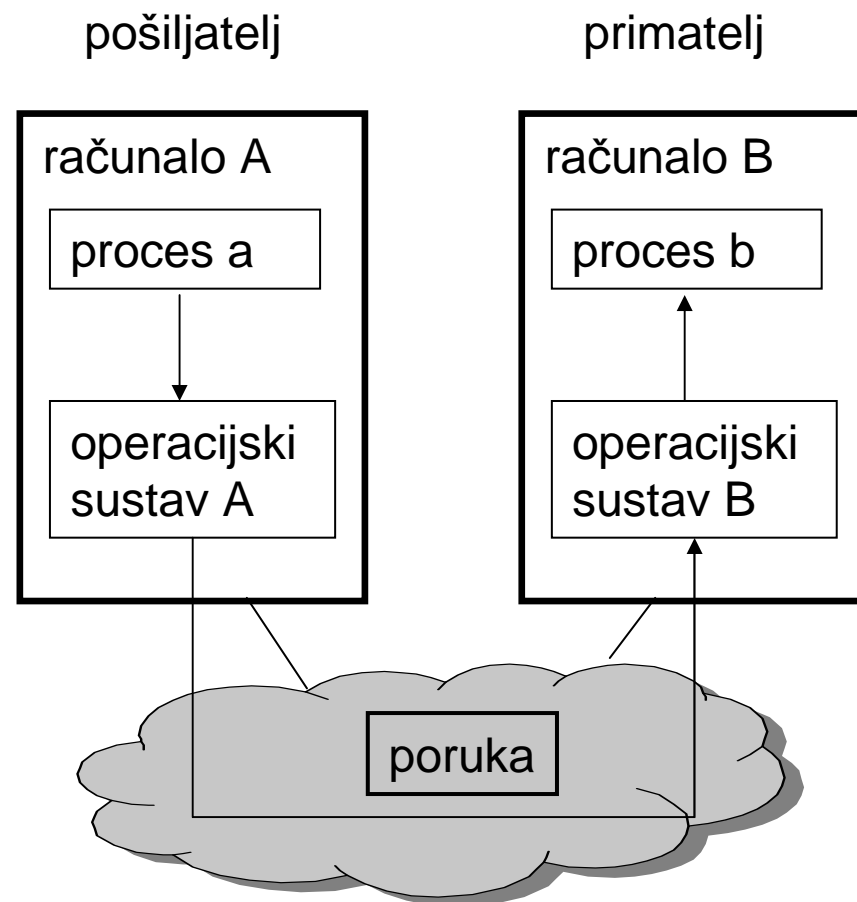 pošiljatelj
primatelj
računalo A
proces a
operacijski
sustav A
računalo B
proces b
operacijski
sustav B
poruka